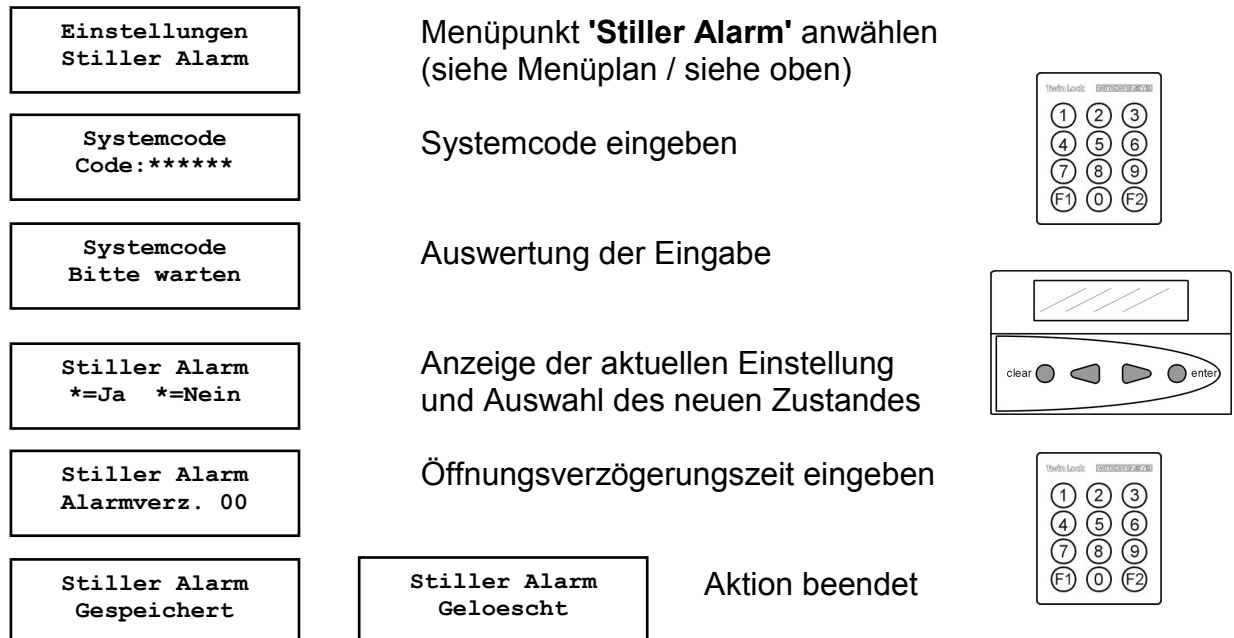 Einstellungen
Stiller Alarm
Menüpunkt 'Stiller Alarm' anwählen
(siehe Menüplan / siehe oben)
Twin Lock
1 2 3
4 5 6
7 8 9
F1 0 F2
Systemcode
Code:******
Systemcode eingeben
Systemcode
Bitte warten
Auswertung der Eingabe
Stiller Alarm
*=Ja *=Nein
Anzeige der aktuellen Einstellung
und Auswahl des neuen Zustandes
clear enter
Stiller Alarm
Alarmverz. 00
Öffnungsverzögerungszeit eingeben
Twin Lock
1 2 3
4 5 6
7 8 9
F1 0 F2
Stiller Alarm
Gespeichert
Stiller Alarm
Geloescht
Aktion beendet